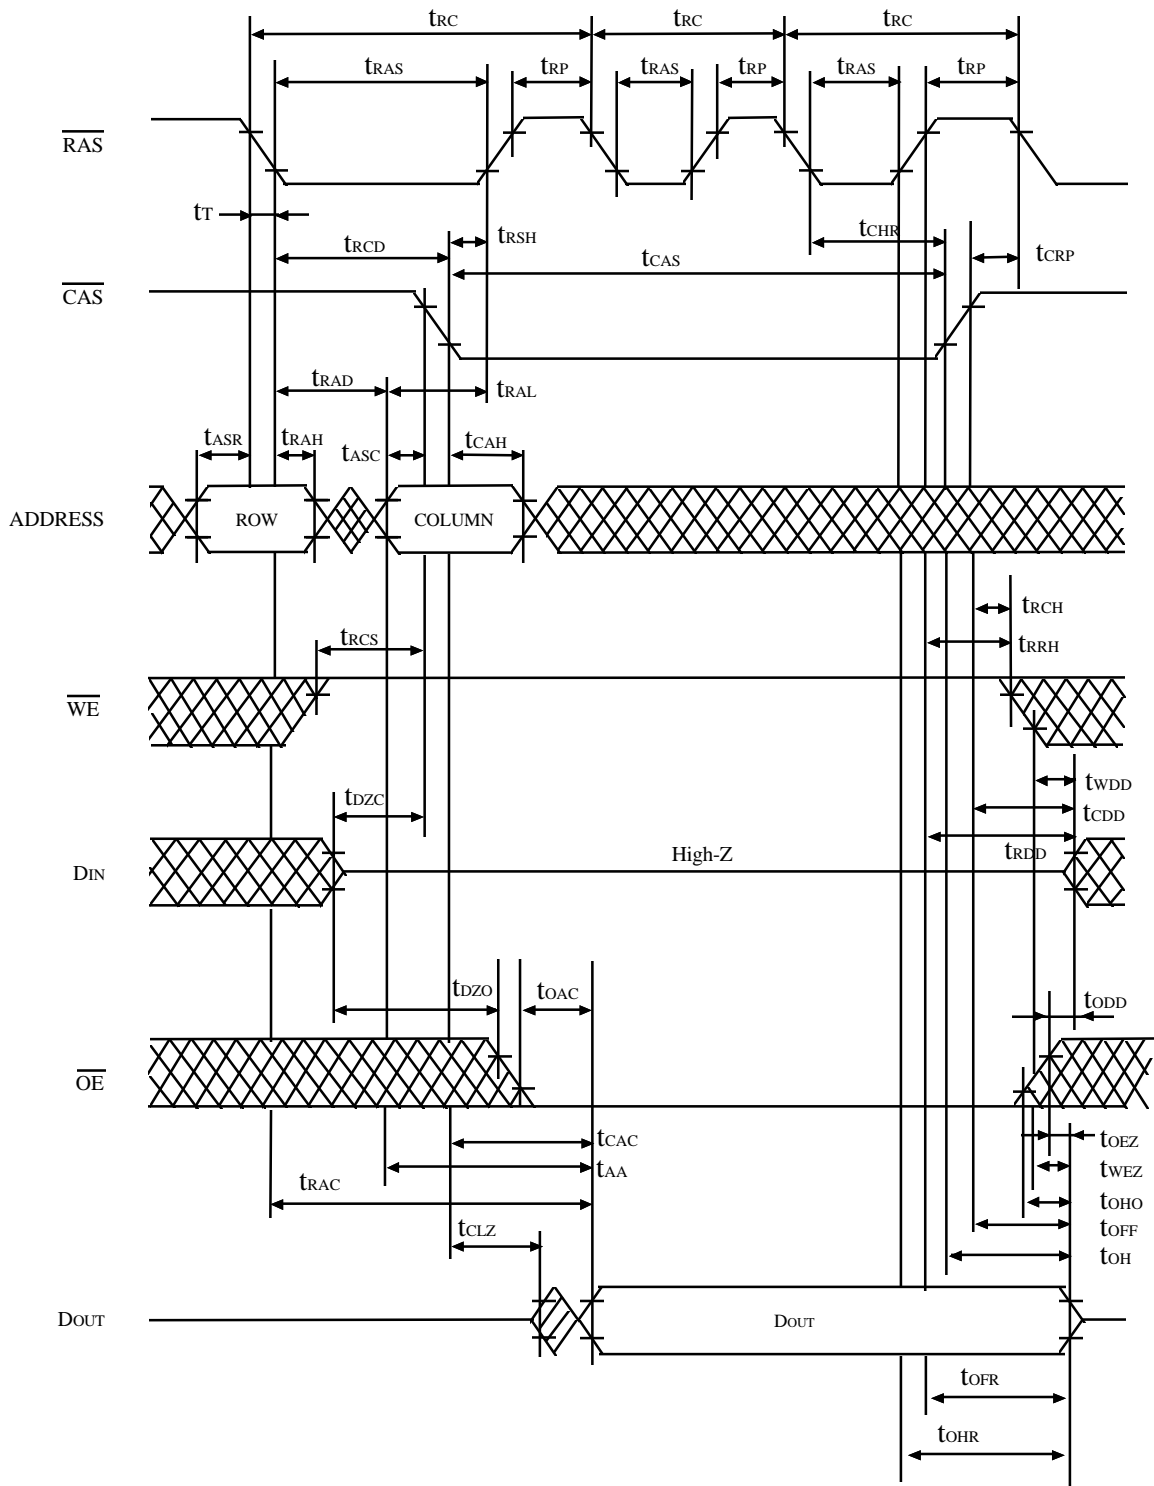 tRC tRC tRC
tRAS tRP tRAS tRP tRAS tRP
RAS
tT
tRCD tRSH tCHR
tCAS tCRP
CAS
tRAD tRAL
tASR tRAH tASC tCAH
ADDRESS ROW COLUMN
tRCH
tRCS tRRH
WE
tWDD
tDZC tCDD
tRDD
DIN High-Z
tDZO tOAC tODD
OE
tCAC tOEZ
tAA tWEZ
tRAC tOHO
tCLZ tOFF
tOH
DOUT DOUT
tOFR
tOHR